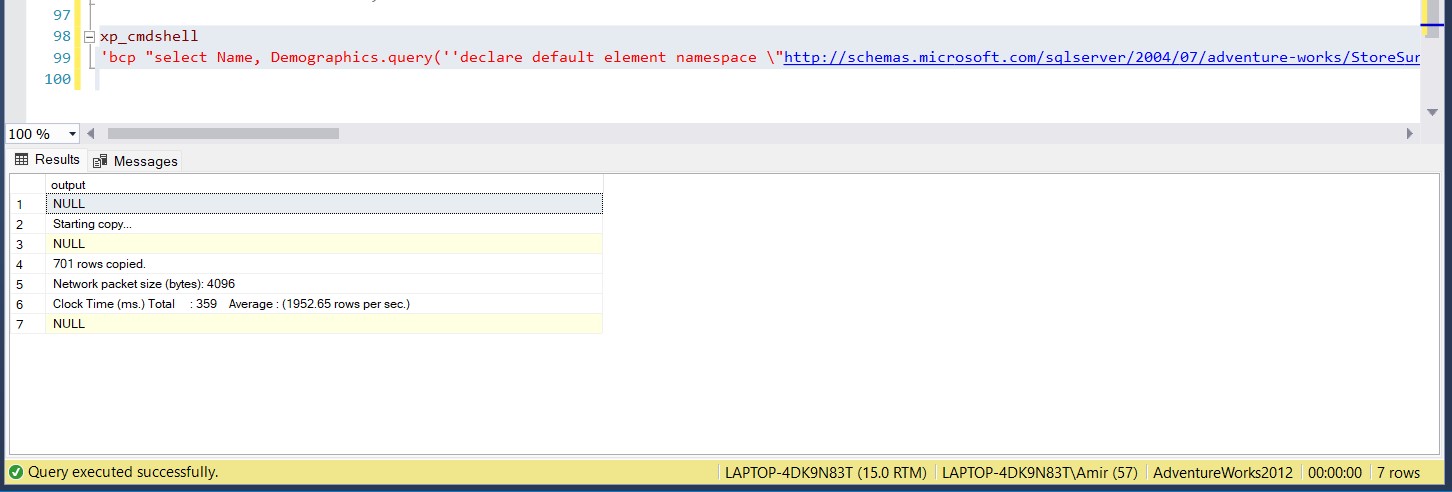 97
98 xp_cmdshell
99 'bcp "select Name, Demographics.query(''declare default element namespace \"http://schemas.microsoft.com/sqlserver/2004/07/adventure-works/StoreSur
100
100 %
Results Messages
output
1 NULL
2 Starting copy...
3 NULL
4 701 rows copied.
5 Network packet size (bytes): 4096
6 Clock Time (ms.) Total : 359 Average : (1952.65 rows per sec.)
7 NULL
Query executed successfully. LAPTOP-4DK9N83T (15.0 RTM) LAPTOP-4DK9N83T\Amir (57) AdventureWorks2012 00:00:00 7 rows